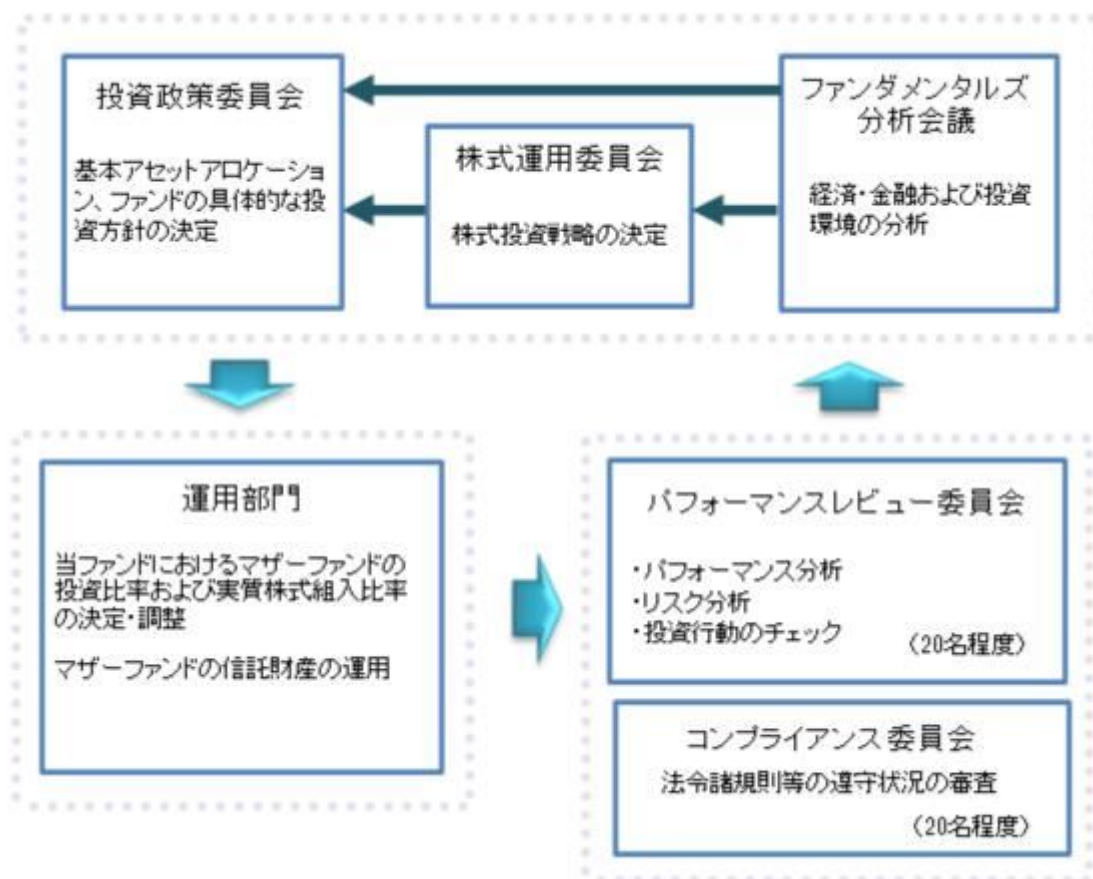 投資政策委員会
基本アセットアロケーショ
ン、ファンドの具体的な投
資方針の決定
株式運用委員会
株式投資戦略の決定
ファンダメンタルズ
分析会議
経済・金融および投資
環境の分析
運用部門
当ファンドにおけるマザーファンドの
投資比率および実質株式組入比率
の決定・調整
マザーファンドの信託財産の運用
パフォーマンスレビュー委員会
・パフォーマンス分析
・リスク分析
・投資行動のチェック
（20名程度）
コンプライアンス委員会
法令諸規則等の遵守状況の審査
（20名程度）